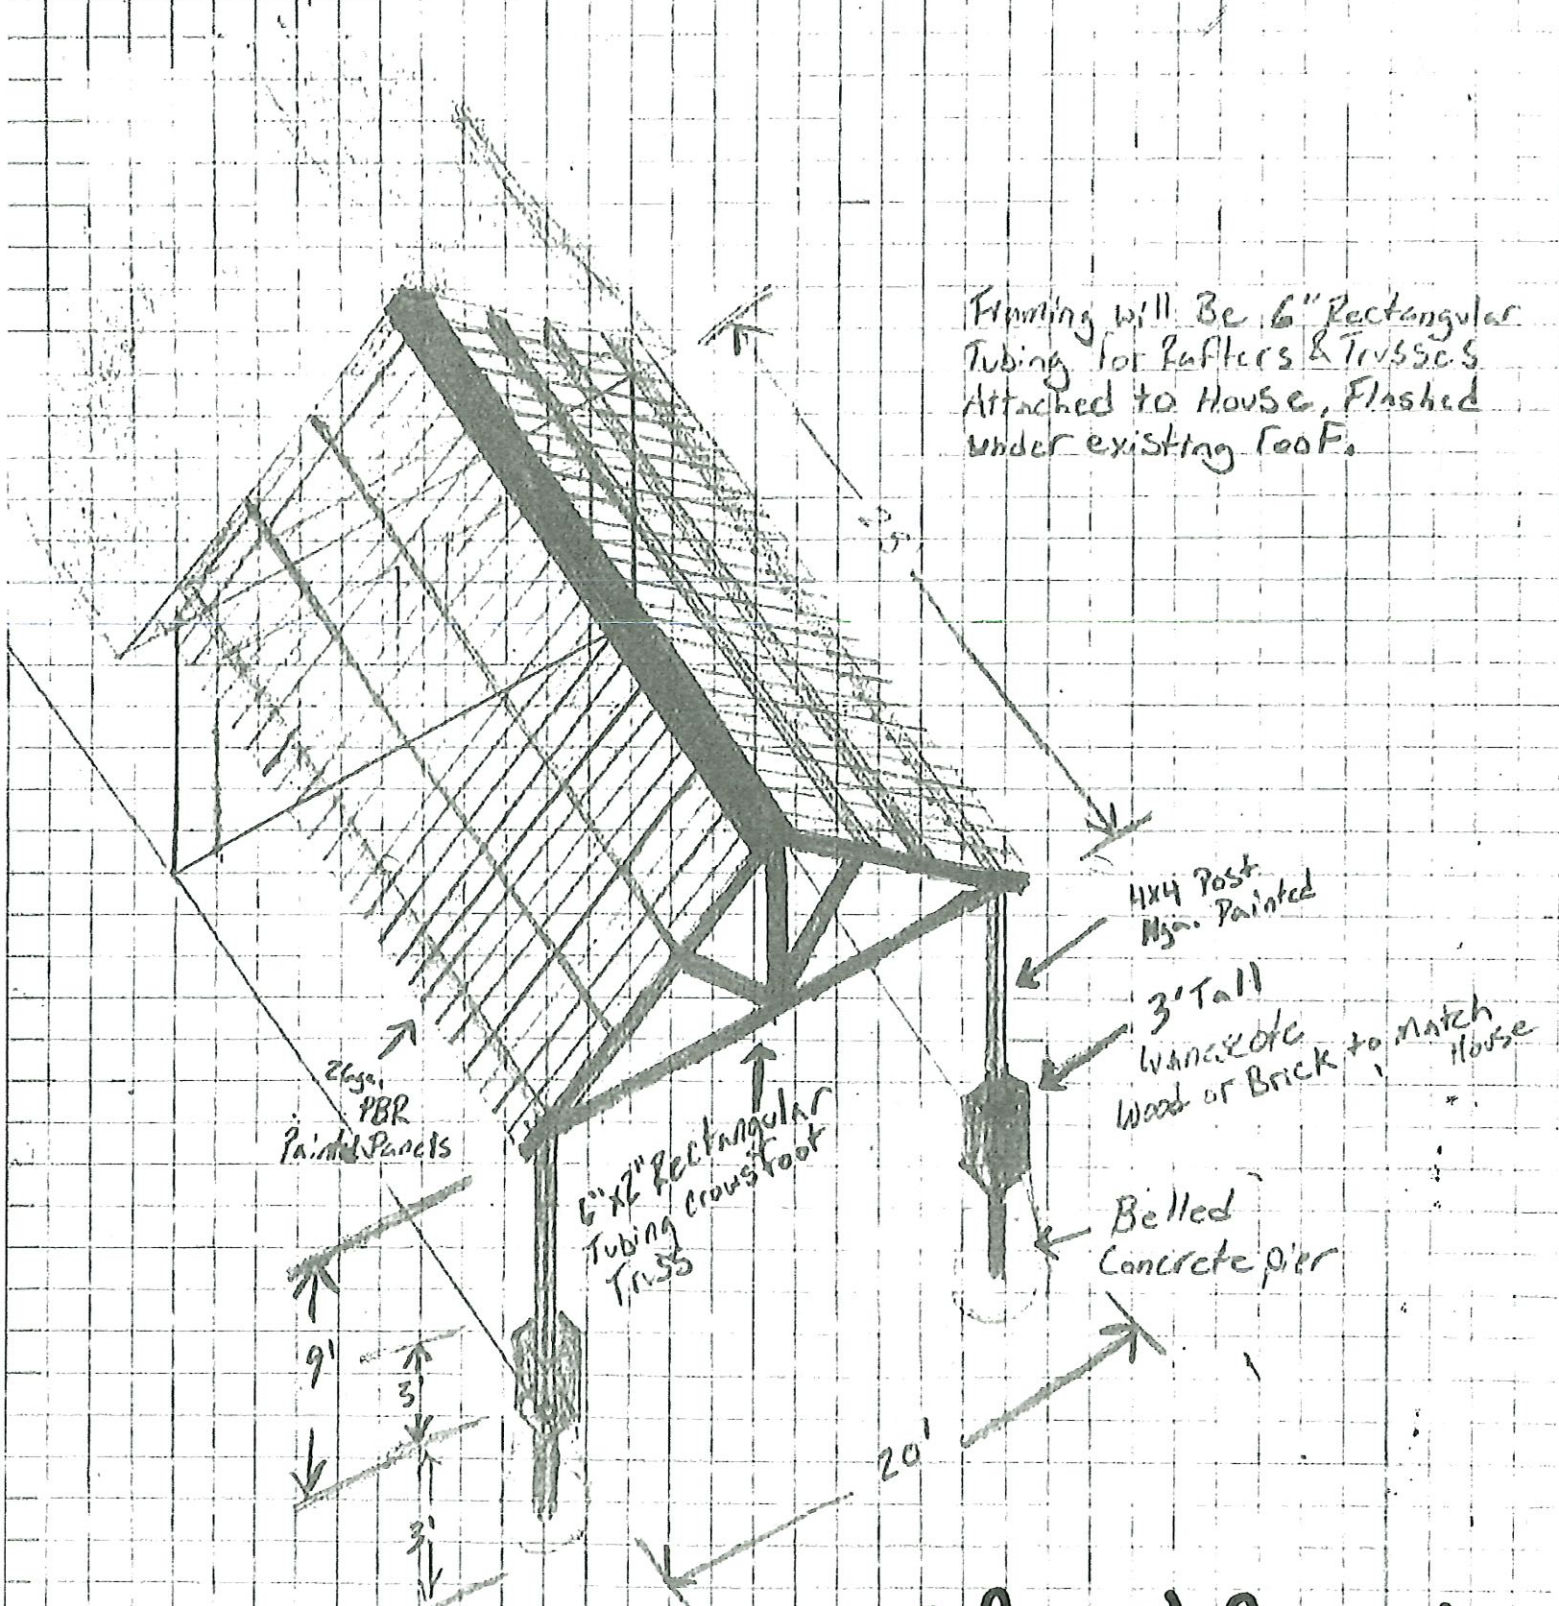 Framing will Be 6" Rectangular
Tubing for Rafters & Trusses
Attached to House, Flashed
under existing roof.
4x4 Post
Painted
3' Tall
Wood or Brick to match
House
26ga.
PBR
Painted Panels
6"x2" Rectangular
Tubing Crowsfoot
Truss
Belled
Concrete pier
9'
3'
20'
3'